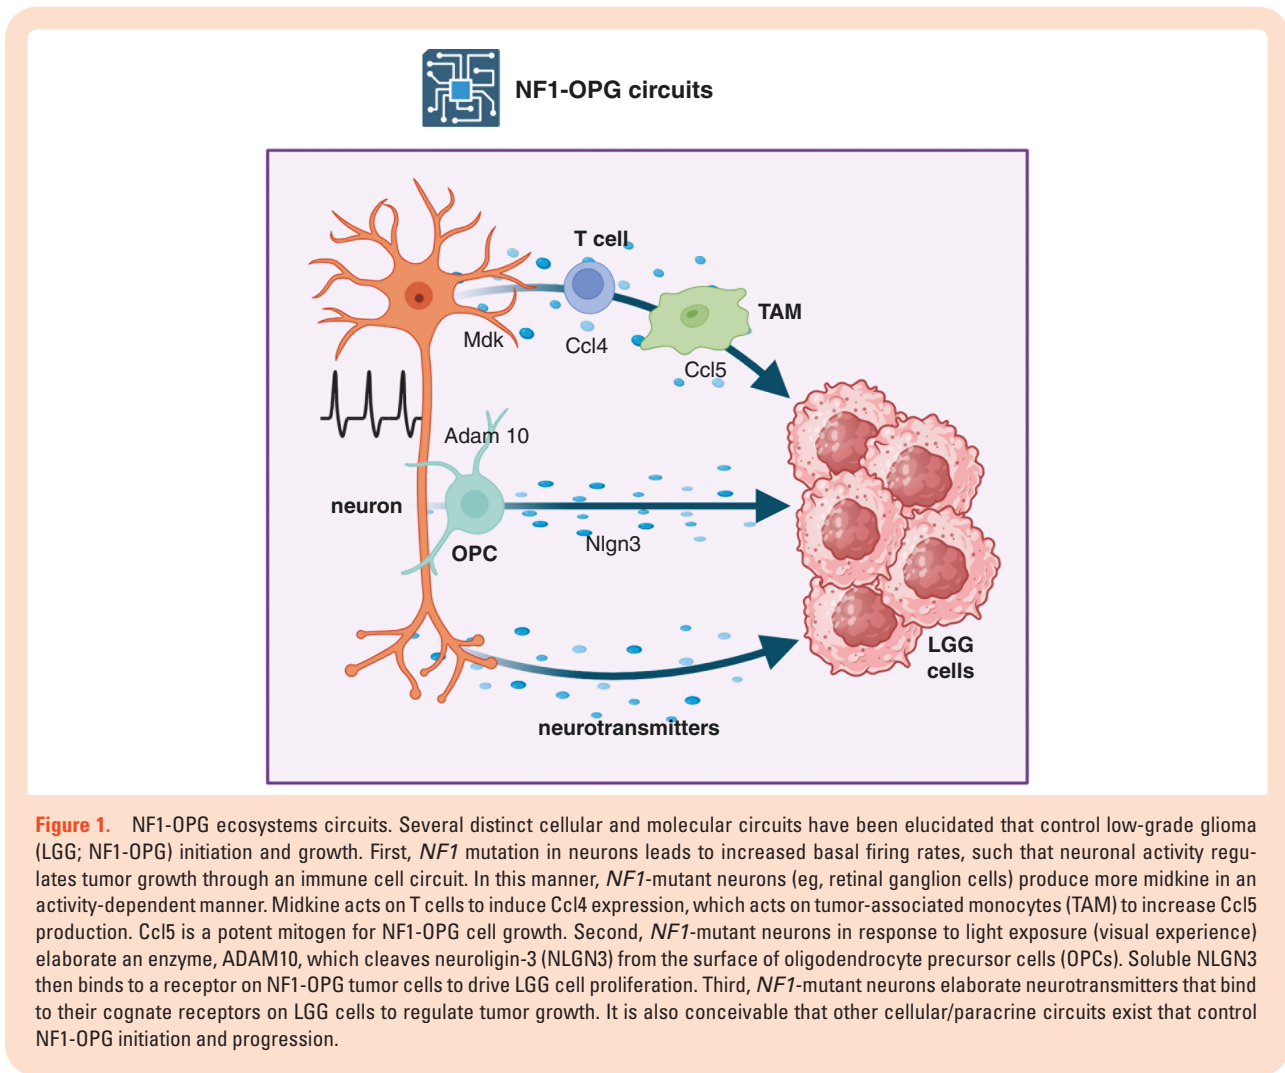 NF1-OPG circuits
T cell
TAM
Mdk
Ccl4
Ccl5
Adam 10
neuron
OPC
Nlgn3
LGG
cells
neurotransmitters
Figure 1. NF1-OPG ecosystems circuits. Several distinct cellular and molecular circuits have been elucidated that control low-grade glioma
(LGG; NF1-OPG) initiation and growth. First, NF1 mutation in neurons leads to increased basal firing rates, such that neuronal activity regu-
lates tumor growth through an immune cell circuit. In this manner, NF1-mutant neurons (eg, retinal ganglion cells) produce more midkine in an
activity-dependent manner. Midkine acts on T cells to induce Ccl4 expression, which acts on tumor-associated monocytes (TAM) to increase Ccl5
production. Ccl5 is a potent mitogen for NF1-OPG cell growth. Second, NF1-mutant neurons in response to light exposure (visual experience)
elaborate an enzyme, ADAM10, which cleaves neuroligin-3 (NLGN3) from the surface of oligodendrocyte precursor cells (OPCs). Soluble NLGN3
then binds to a receptor on NF1-OPG tumor cells to drive LGG cell proliferation. Third, NF1-mutant neurons elaborate neurotransmitters that bind
to their cognate receptors on LGG cells to regulate tumor growth. It is also conceivable that other cellular/paracrine circuits exist that control
NF1-OPG initiation and progression.